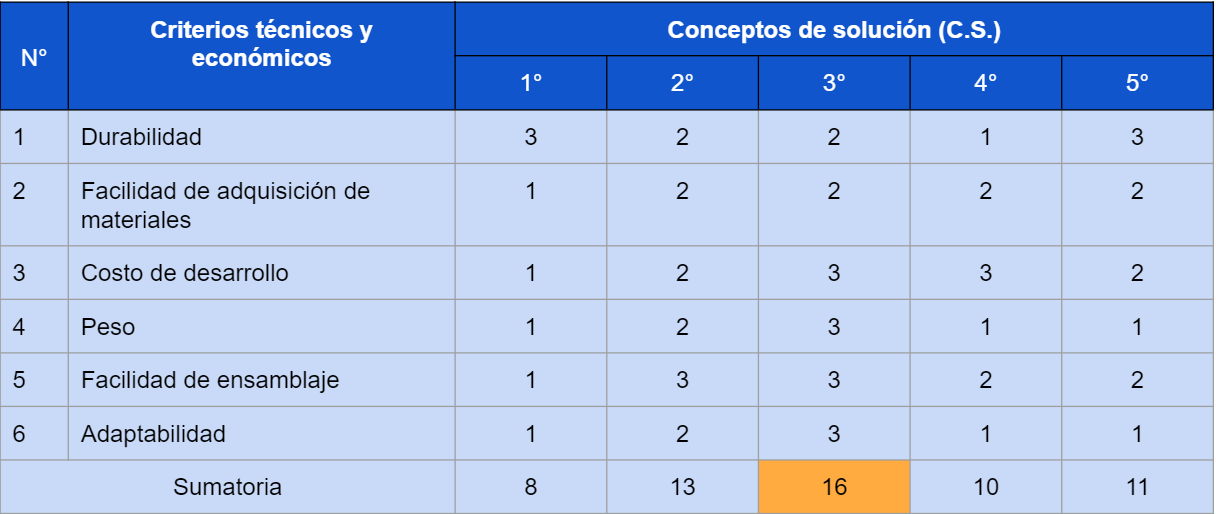 N° Criterios técnicos y económicos Conceptos de solución (C.S.)
1° 2° 3° 4° 5°
1 Durabilidad 3 2 2 1 3
2 Facilidad de adquisición de materiales 1 2 2 2 2
3 Costo de desarrollo 1 2 3 3 2
4 Peso 1 2 3 1 1
5 Facilidad de ensamblaje 1 3 3 2 2
6 Adaptabilidad 1 2 3 1 1
Sumatoria 8 13 16 10 11